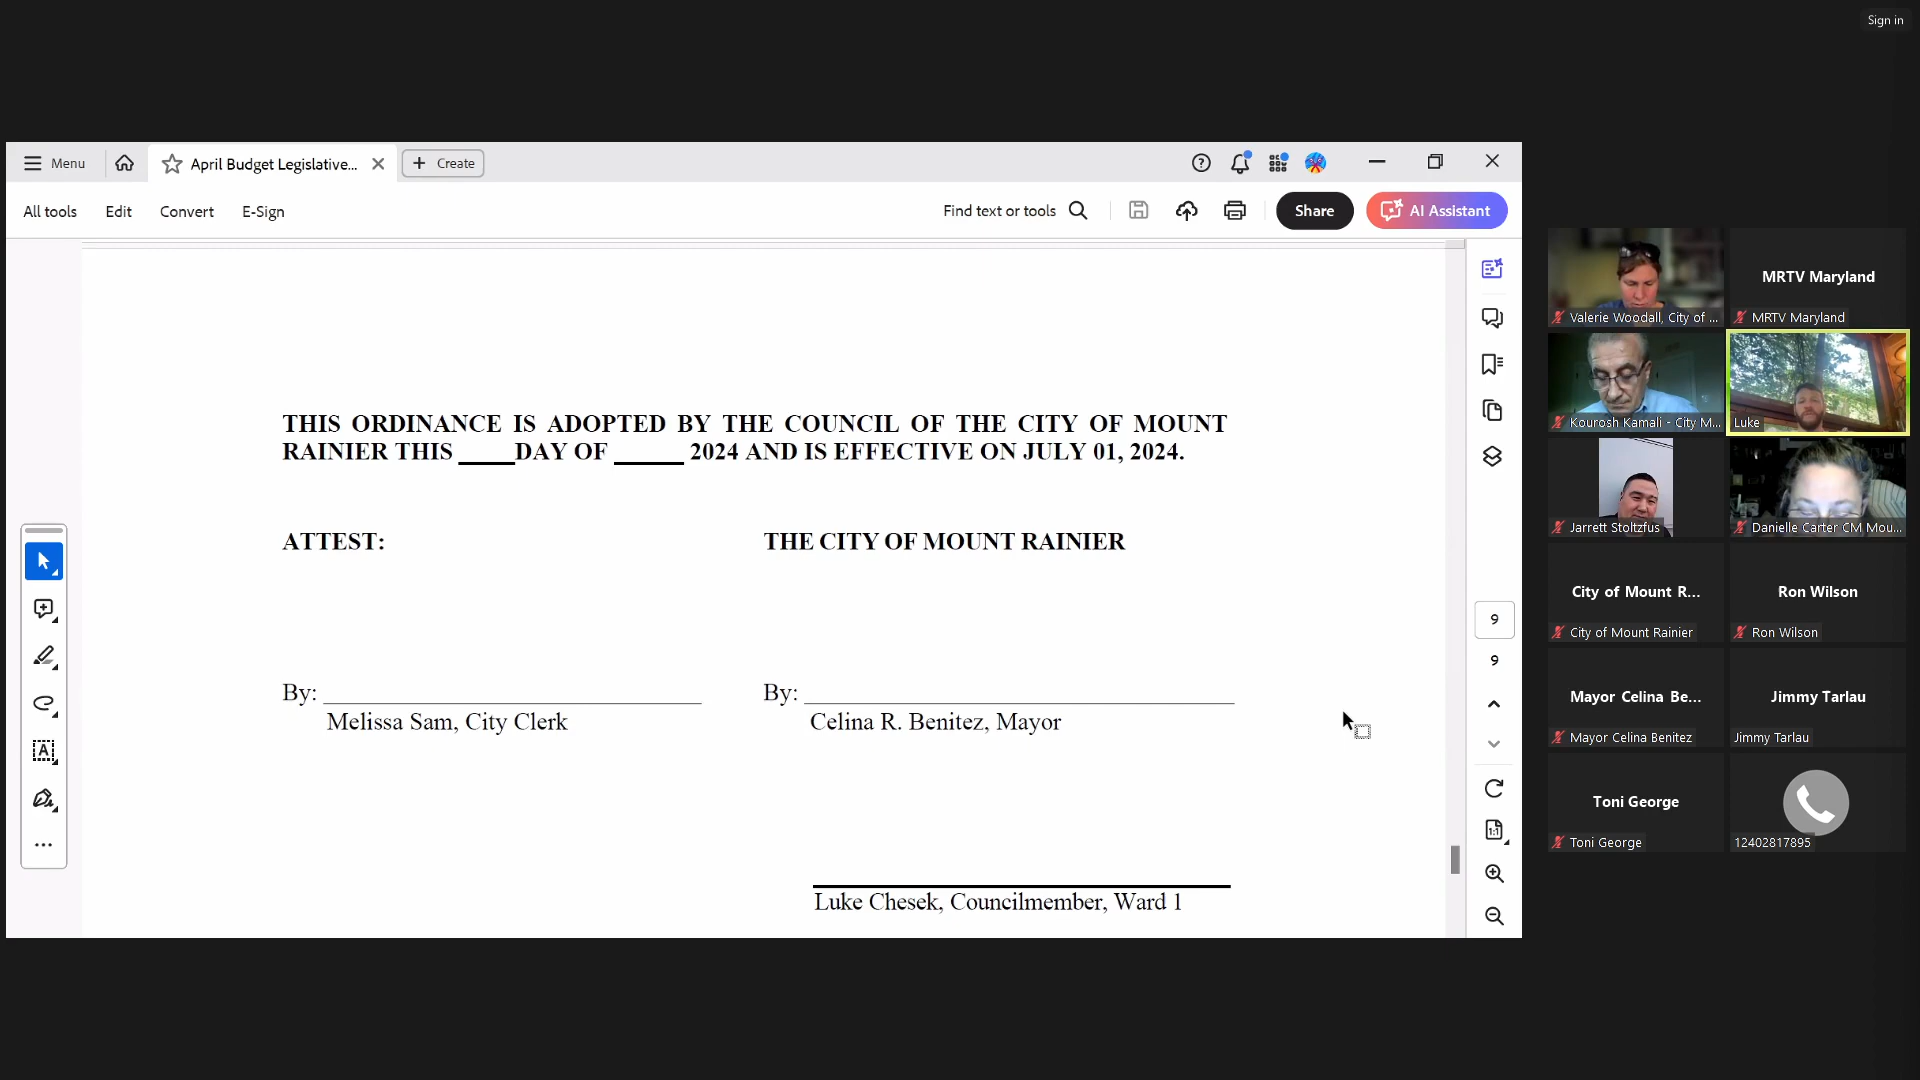 Sign in
Menu
April Budget Legislative...
Create
All tools
Edit
Convert
E-Sign
Find text or tools
Share
AI Assistant
THIS ORDINANCE IS ADOPTED BY THE COUNCIL OF THE CITY OF MOUNT
RAINIER THIS ____DAY OF _____ 2024 AND IS EFFECTIVE ON JULY 01, 2024.
ATTEST:
THE CITY OF MOUNT RAINIER
By: ______________________________
By: __________________________________
Melissa Sam, City Clerk
Celina R. Benitez, Mayor
Luke Chesek, Councilmember, Ward 1
9
9
1:1
Valerie Woodall, City of ...
MRTV Maryland
MRTV Maryland
Kourosh Kamali - City M...
Luke
Jarrett Stoltzfus
Danielle Carter CM Mou...
City of Mount R...
City of Mount Rainier
Ron Wilson
Ron Wilson
Mayor Celina Be...
Mayor Celina Benitez
Jimmy Tarlau
Jimmy Tarlau
Toni George
Toni George
12402817895